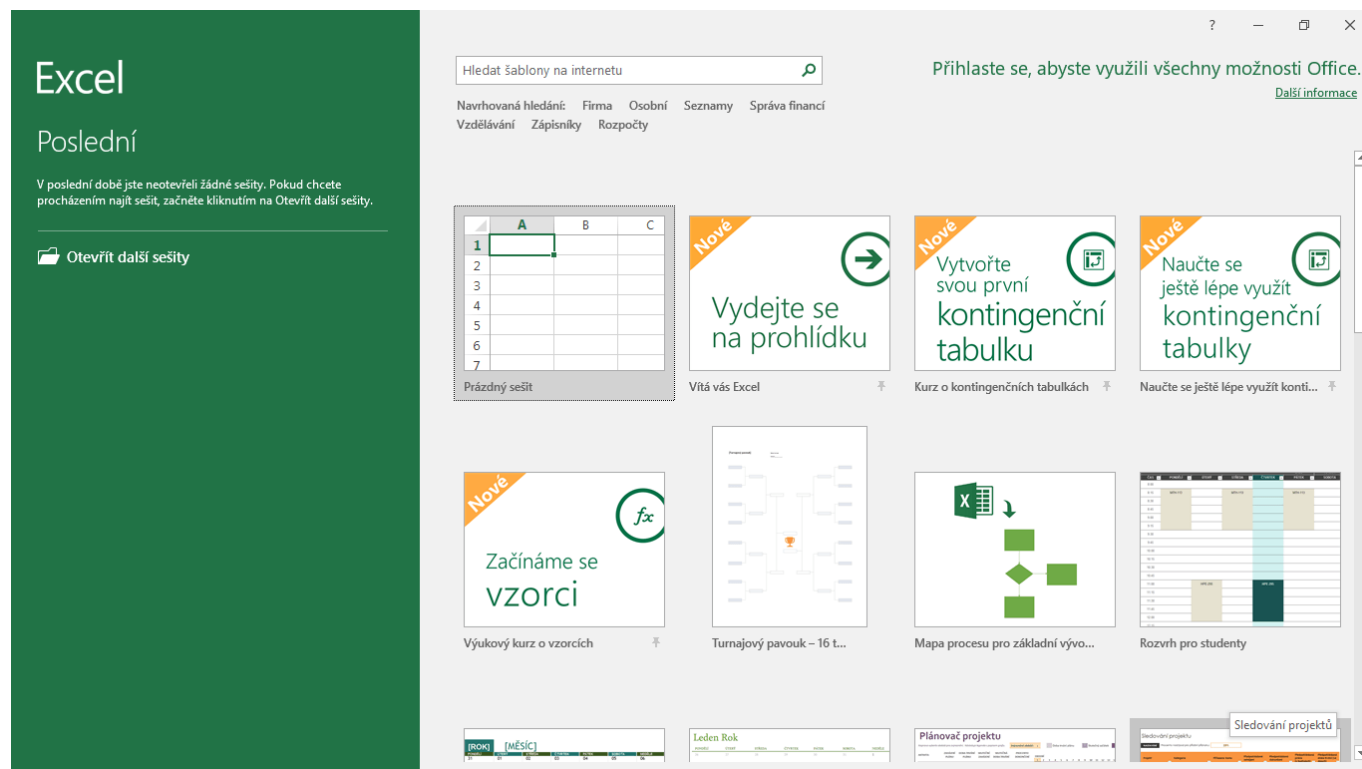 Excel
Poslední
V poslední době jste neotevřeli žádné sešity. Pokud chcete
procházením najít sešit, začněte kliknutím na Otevřít další sešity.
Otevřít další sešity
?
Hledat šablony na internetu
Přihlaste se, abyste využili všechny možnosti Office.
Další informace
Navrhovaná hledání: Firma Osobní Seznamy Správa financí
Vzdělávání Zápisníky Rozpočty
A B C
1
2
3
4
5
6
7
Prázdný sešit
Nové
Vydejte se
na prohlídku
Vítá vás Excel
Nové
Vytvořte
svou první
kontingenční
tabulku
Kurz o kontingenčních tabulkách
Nové
Naučte se
ještě lépe využít
kontingenční
tabulky
Naučte se ještě lépe využít konti...
Nové
fx
Začínáme se
vzorci
Výukový kurz o vzorcích
Turnajový pavouk – 16 t...
X
Mapa procesu pro základní vývo...
Rozvrh pro studenty
[ROK] [MĚSÍC]
Leden Rok
Plánovač projektu
Sledování projektu
Sledování projektů